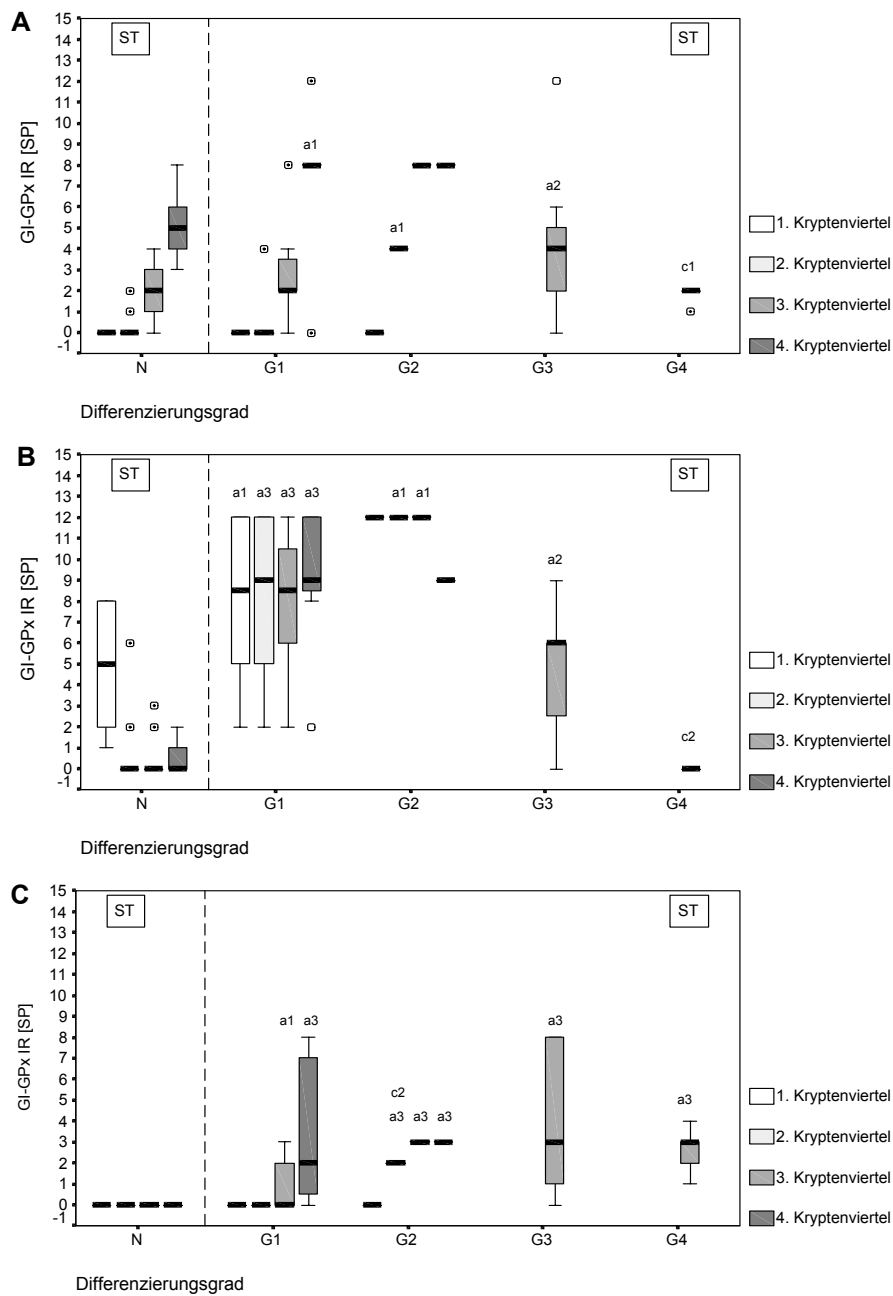 A
ST
ST
GI-GPx IR [SP]
15
14
13
12
11
10
9
8
7
6
5
4
3
2
1
0
-1
a1
a1
a2
c1
N G1 G2 G3 G4
Differenzierungsgrad
1. Kryptenviertel
2. Kryptenviertel
3. Kryptenviertel
4. Kryptenviertel
B
ST
ST
GI-GPx IR [SP]
15
14
13
12
11
10
9
8
7
6
5
4
3
2
1
0
-1
a1 a3 a3 a3
a1 a1
a2
c2
N G1 G2 G3 G4
Differenzierungsgrad
1. Kryptenviertel
2. Kryptenviertel
3. Kryptenviertel
4. Kryptenviertel
C
ST
ST
GI-GPx IR [SP]
15
14
13
12
11
10
9
8
7
6
5
4
3
2
1
0
-1
a1 a3
c2
a3 a3 a3
a3
a3
N G1 G2 G3 G4
Differenzierungsgrad
1. Kryptenviertel
2. Kryptenviertel
3. Kryptenviertel
4. Kryptenviertel